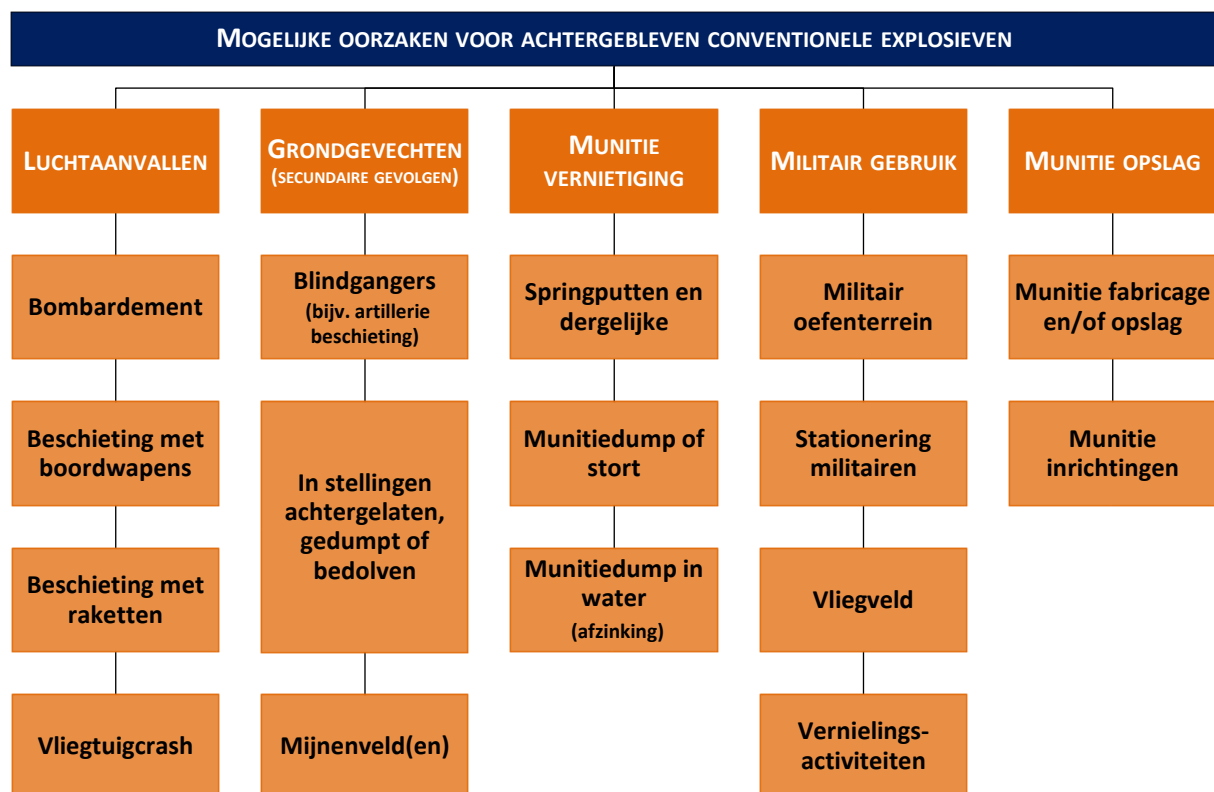 MOGELIJKE OORZAKEN VOOR ACHTERGEBLEVEN CONVENTIONELE EXPLOSIEVEN
LUCHTAANVALLEN
Bombardement
Beschieting met
boordwapens
Beschieting met
raketten
Vliegtuigcrash
GRONDGEVECHTEN
(SECUNDAIRE GEVOLGEN)
Blindgangers
(bijv. artillerie
beschieting)
In stellingen
achtergelaten,
gedumpt of
bedolven
Mijnenveld(en)
MUNITIE
VERNIETIGING
Springputten en
dergelijke
Munitiedump of
stort
Munitiedump in
water
(afzinking)
MILITAIR GEBRUIK
Militair
oefenterrein
Stationering
militairen
Vliegveld
Vernielings-
activiteiten
MUNITIE OPSLAG
Munitie fabricage
en/of opslag
Munitie
inrichtingen